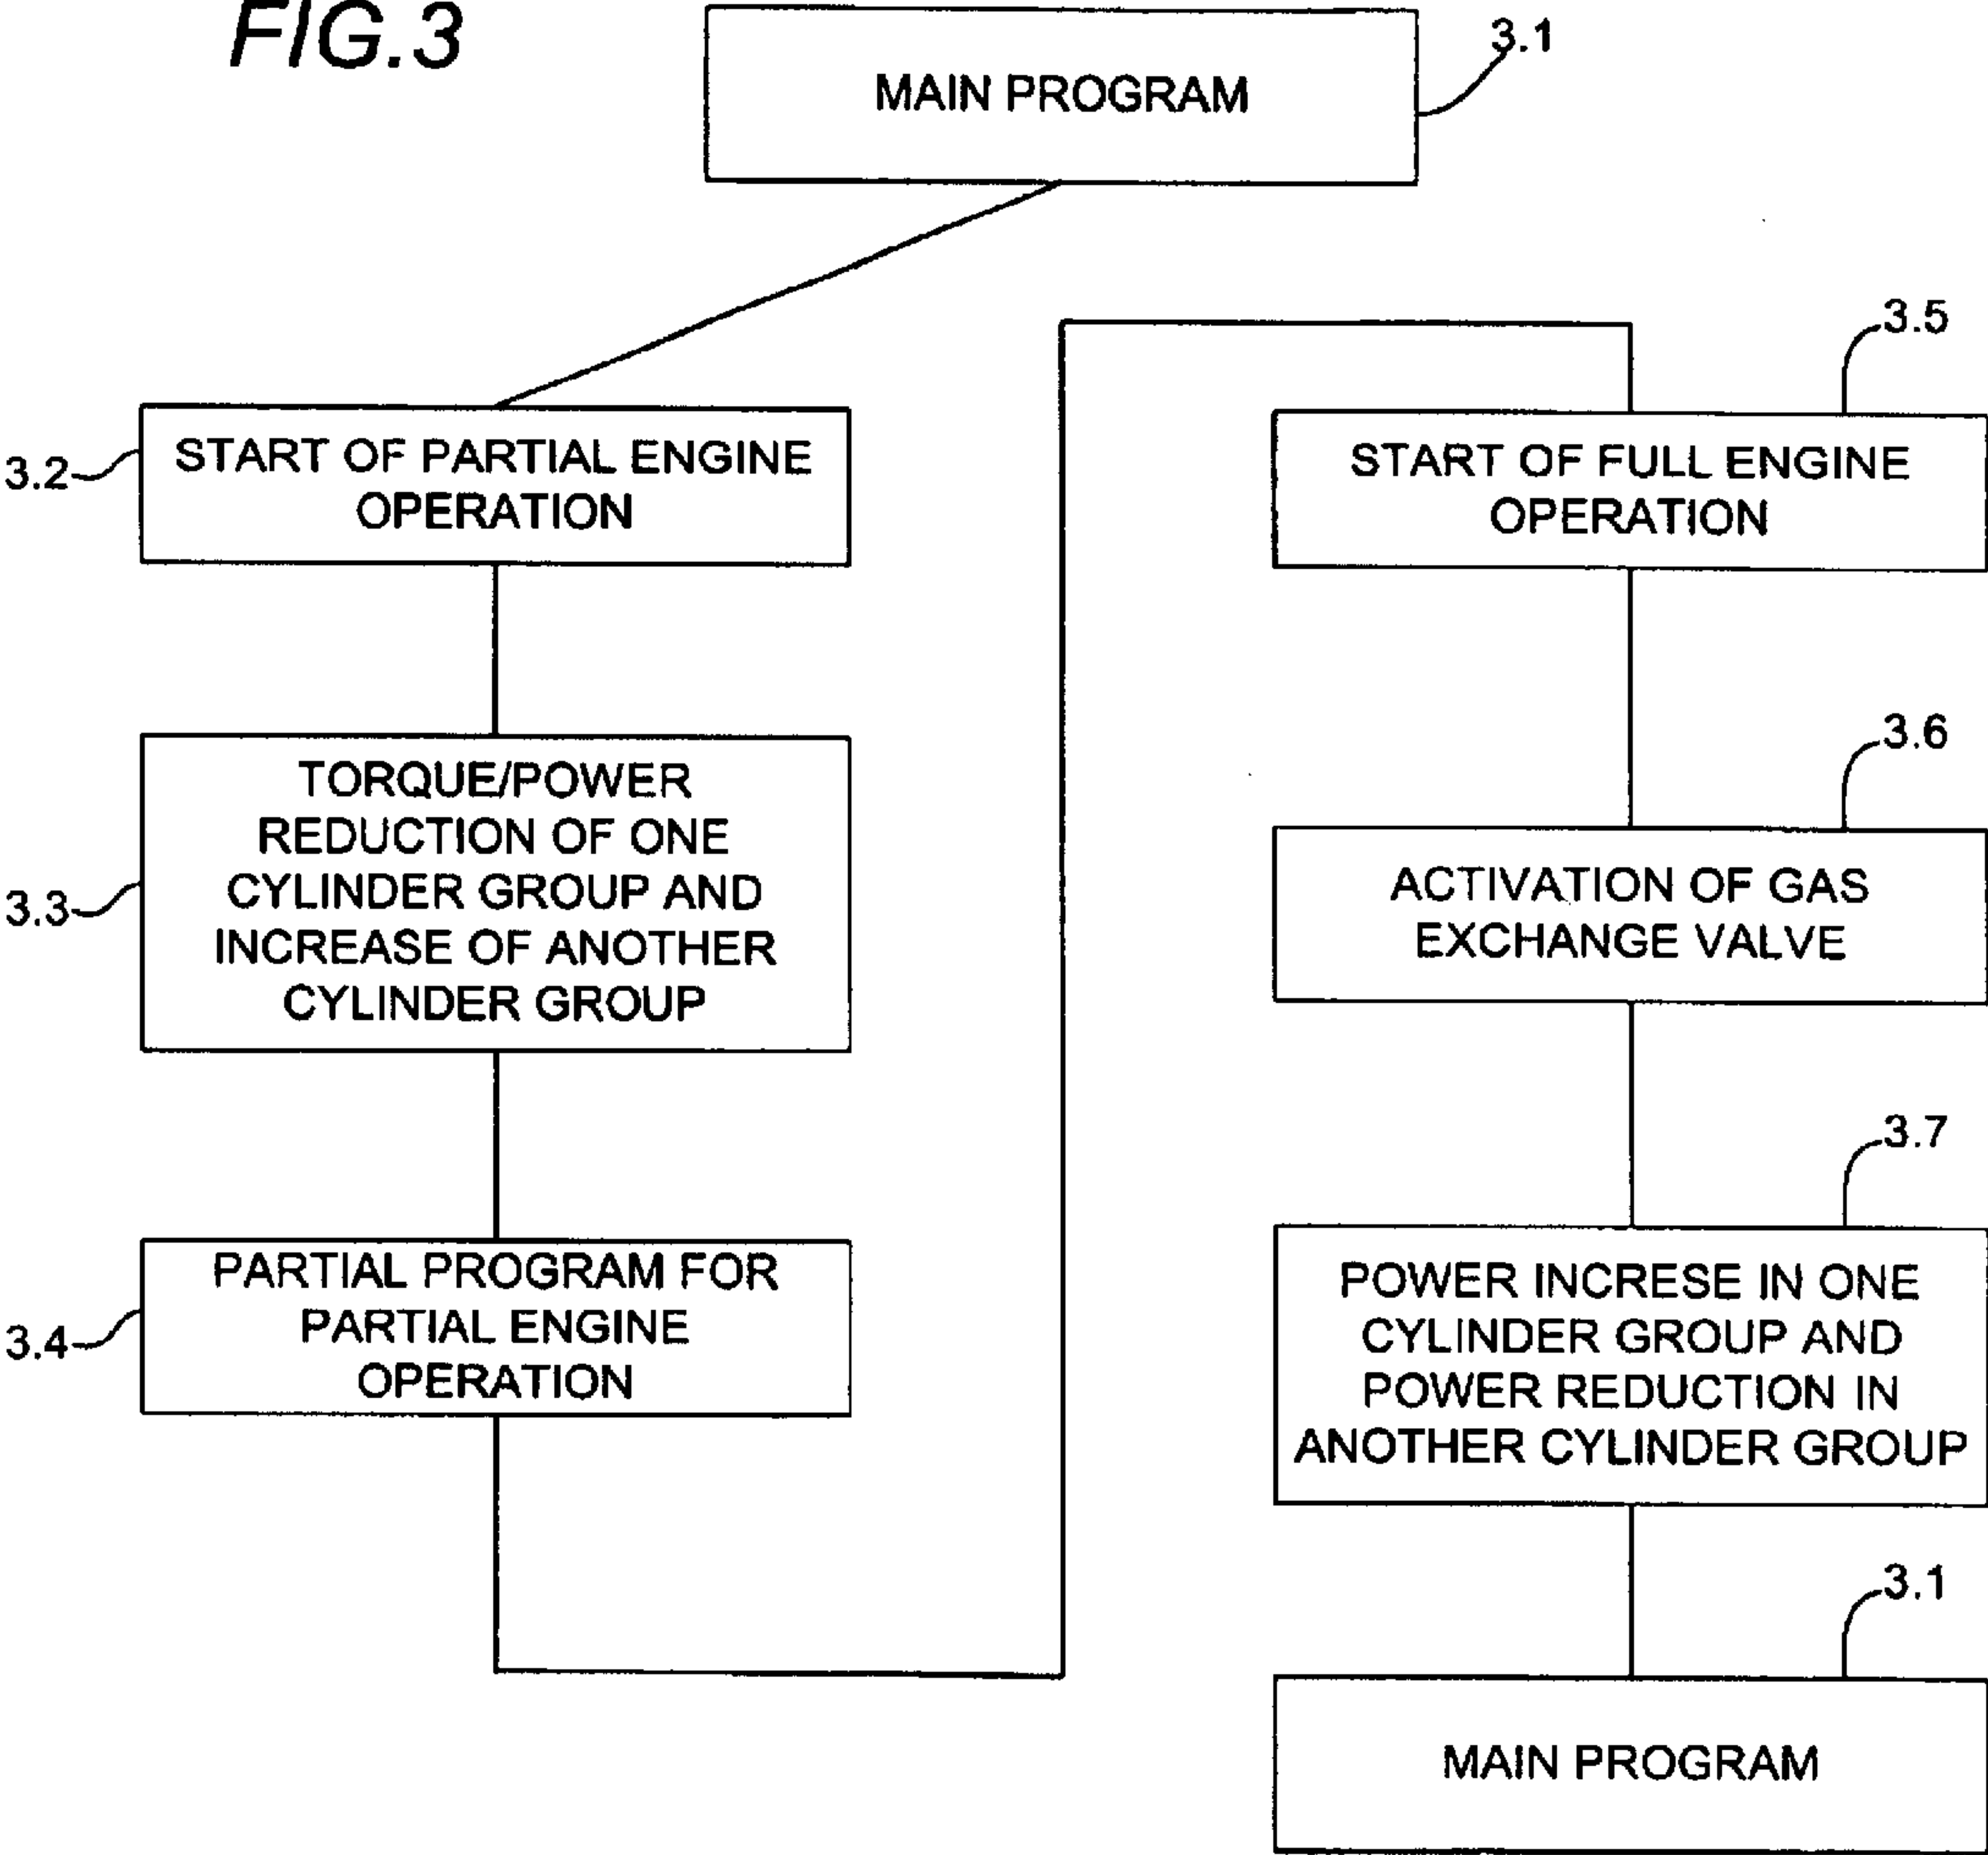 FIG.3
MAIN PROGRAM
3.1
3.2
START OF PARTIAL ENGINE
OPERATION
3.3
TORQUE/POWER
REDUCTION OF ONE
CYLINDER GROUP AND
INCREASE OF ANOTHER
CYLINDER GROUP
3.4
PARTIAL PROGRAM FOR
PARTIAL ENGINE
OPERATION
3.5
START OF FULL ENGINE
OPERATION
3.6
ACTIVATION OF GAS
EXCHANGE VALVE
3.7
POWER INCRESE IN ONE
CYLINDER GROUP AND
POWER REDUCTION IN
ANOTHER CYLINDER GROUP
3.1
MAIN PROGRAM